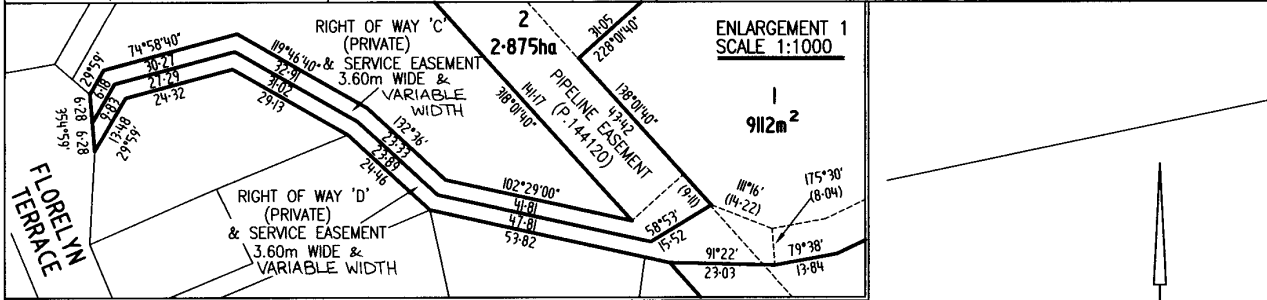 RIGHT OF WAY 'C'
(PRIVATE)
& SERVICE EASEMENT
3.60m WIDE &
VARIABLE
WIDTH
2
2·875ha
31·05
228°01'40"
ENLARGEMENT 1
SCALE 1:1000
1
9112m²
74°58'40"
30·27
27·29
24·32
29°59'
6·18
9·83
13·48
29°59'
6·28
6·28
354°59'
119°46'40"
32·91
31·02
29·13
132°36'
23·33
23·89
24·46
141·17
318°01'40"
PIPELINE EASEMENT
(P.144120)
138°01'40"
43·42
102°29'00"
41·81
47·81
53·82
(9·11)
58°53'
15·52
111°16'
(14·22)
175°30'
(8·04)
91°22'
23·03
79°38'
13·84
RIGHT OF WAY 'D'
(PRIVATE)
& SERVICE EASEMENT
3.60m WIDE &
VARIABLE WIDTH
FLORELYN
TERRACE